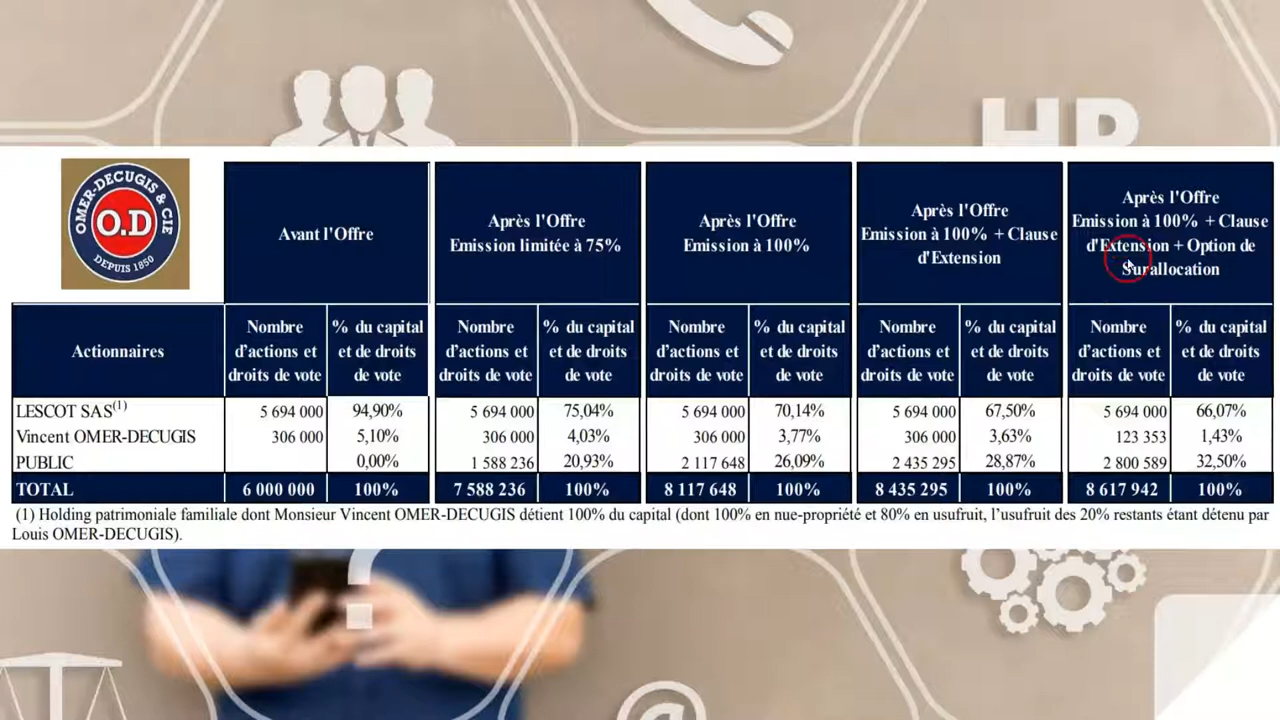 HR
OMER-DECUGIS & CIE
O.D
DEPUIS 1850
Avant l'Offre
Après l'Offre
Emission limitée à 75%
Après l'Offre
Emission à 100%
Après l'Offre
Emission à 100% + Clause
d'Extension
Après l'Offre
Emission à 100% + Clause
d'Extension + Option de
Surallocation
Actionnaires
Nombre
d'actions et
droits de vote
% du capital
et de droits
de vote
Nombre
d'actions et
droits de vote
% du capital
et de droits
de vote
Nombre
d'actions et
droits de vote
% du capital
et de droits
de vote
Nombre
d'actions et
droits de vote
% du capital
et de droits
de vote
Nombre
d'actions et
droits de vote
% du capital
et de droits
de vote
LESCOT SAS(1) 5 694 000 94,90% 5 694 000 75,04% 5 694 000 70,14% 5 694 000 67,50% 5 694 000 66,07%
Vincent OMER-DECUGIS 306 000 5,10% 306 000 4,03% 306 000 3,77% 306 000 3,63% 123 353 1,43%
PUBLIC 0,00% 1 588 236 20,93% 2 117 648 26,09% 2 435 295 28,87% 2 800 589 32,50%
TOTAL 6 000 000 100% 7 588 236 100% 8 117 648 100% 8 435 295 100% 8 617 942 100%
(1) Holding patrimoniale familiale dont Monsieur Vincent OMER-DECUGIS détient 100% du capital (dont 100% en nue-propriété et 80% en usufruit, l'usufruit des 20% restants étant détenu par
Louis OMER-DECUGIS).
?
@